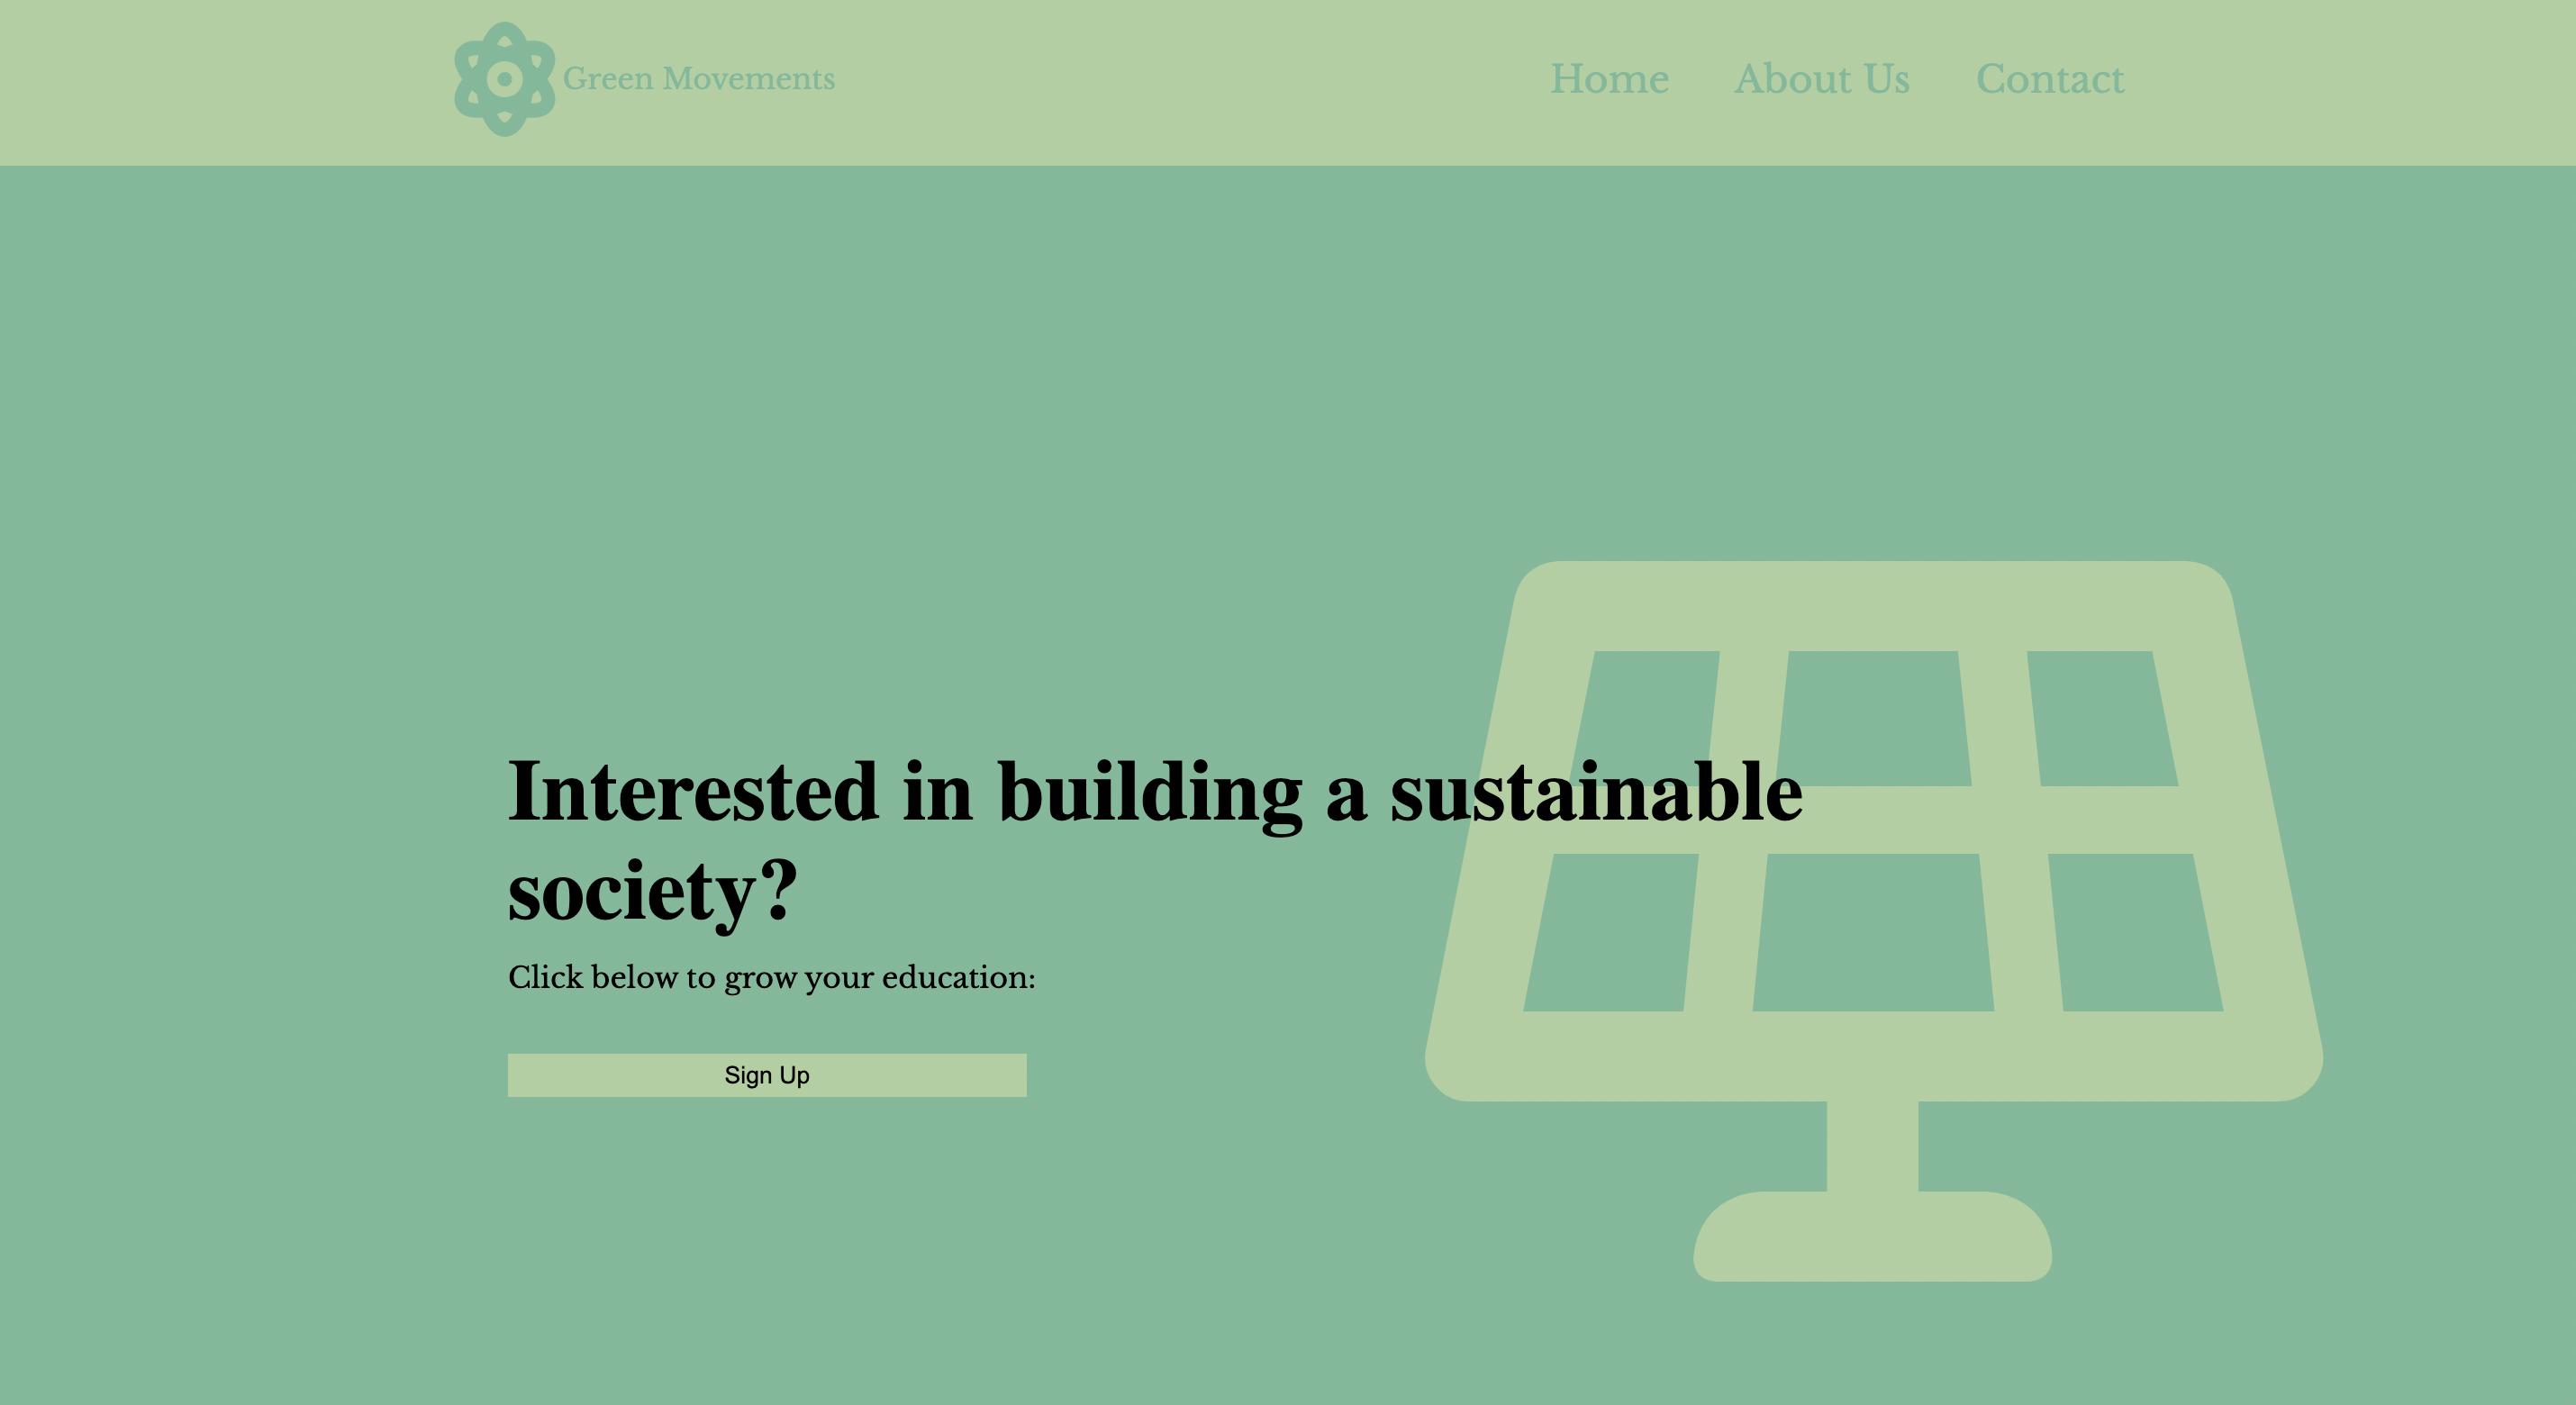 Green Movements
Home
About Us
Contact
Interested in building a sustainable
society?
Click below to grow your education:
Sign Up